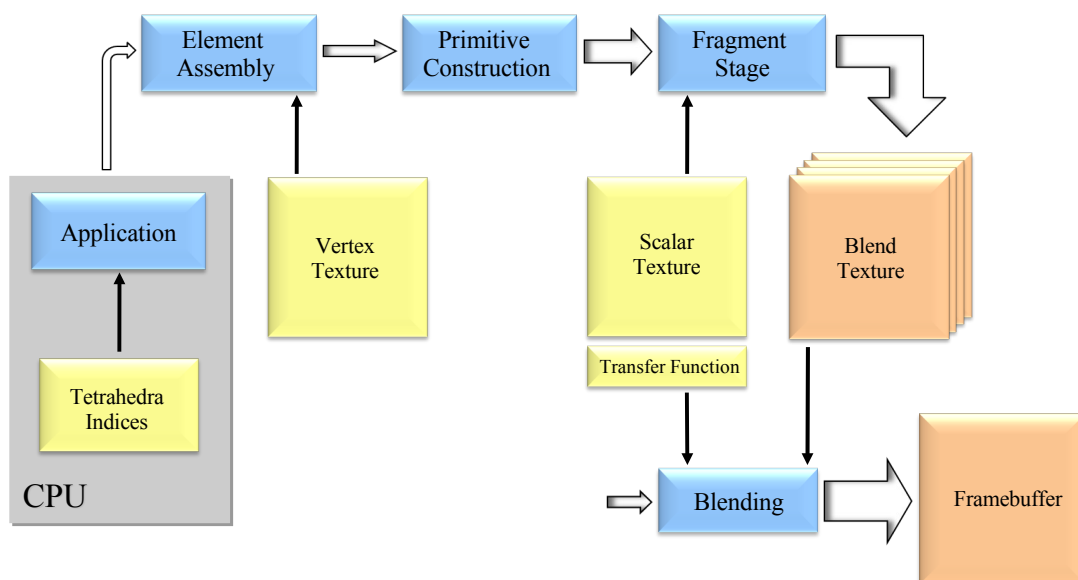 Element
Assembly
Primitive
Construction
Fragment
Stage
Application
Vertex
Texture
Scalar
Texture
Blend
Texture
Transfer Function
Tetrahedra
Indices
CPU
Blending
Framebuffer